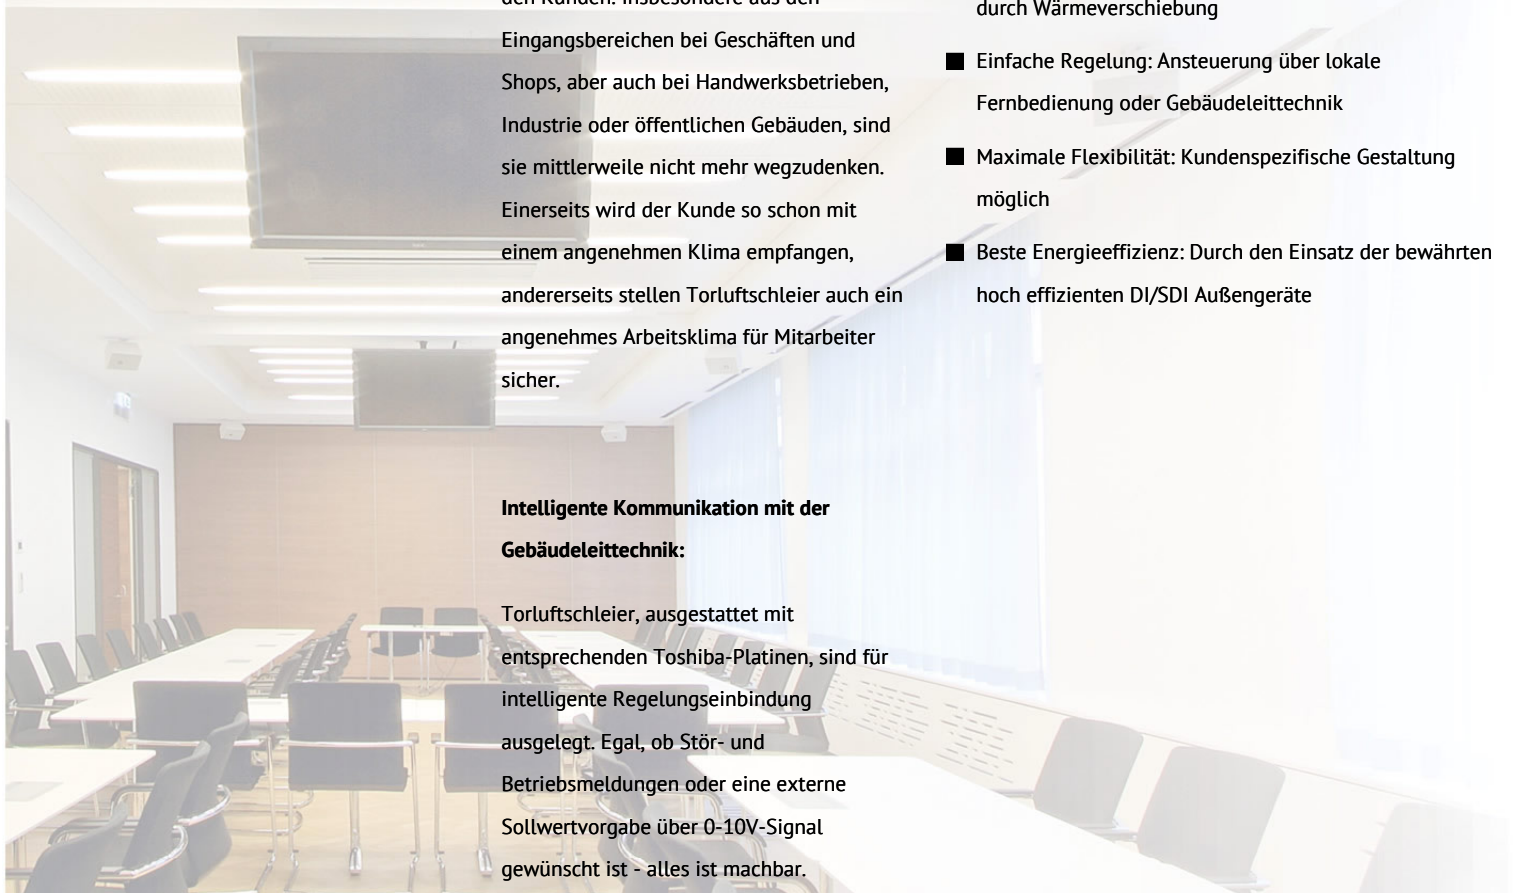 den Kunden. Insbesondere aus den
Eingangsbereichen bei Geschäften und
Shops, aber auch bei Handwerksbetrieben,
Industrie oder öffentlichen Gebäuden, sind
sie mittlerweile nicht mehr wegzudenken.
Einerseits wird der Kunde so schon mit
einem angenehmen Klima empfangen,
andererseits stellen Torluftschleier auch ein
angenehmes Arbeitsklima für Mitarbeiter
sicher.
Intelligente Kommunikation mit der
Gebäudeleittechnik:
Torluftschleier, ausgestattet mit
entsprechenden Toshiba-Platinen, sind für
intelligente Regelungseinbindung
ausgelegt. Egal, ob Stör- und
Betriebsmeldungen oder eine externe
Sollwertvorgabe über 0-10V-Signal
gewünscht ist - alles ist machbar.
durch Wärmeverschiebung
■ Einfache Regelung: Ansteuerung über lokale
Fernbedienung oder Gebäudeleittechnik
■ Maximale Flexibilität: Kundenspezifische Gestaltung
möglich
■ Beste Energieeffizienz: Durch den Einsatz der bewährten
hoch effizienten DI/SDI Außengeräte